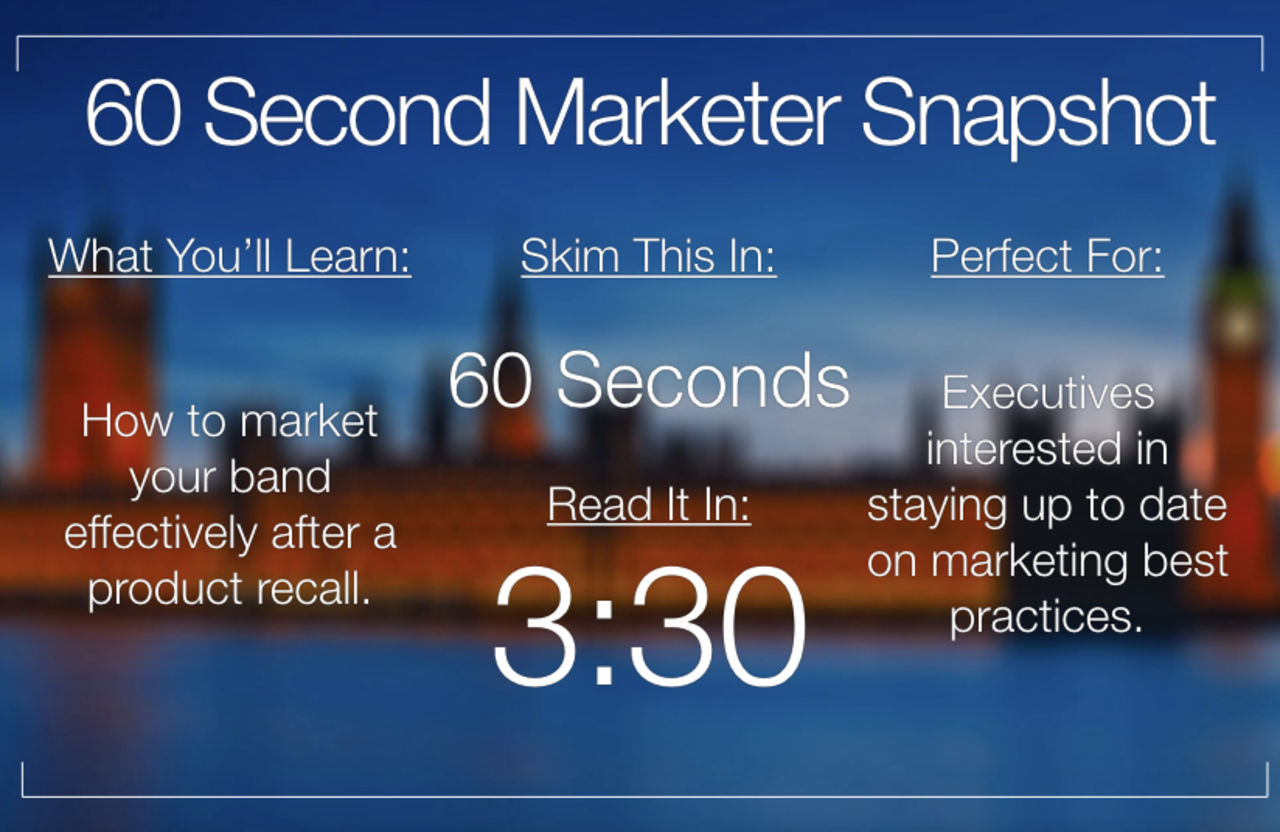 60 Second Marketer Snapshot
What You’ll Learn:
How to market
your band
effectively after a
product recall.
Skim This In:
60 Seconds
Read It In:
3:30
Perfect For:
Executives
interested in
staying up to date
on marketing best
practices.